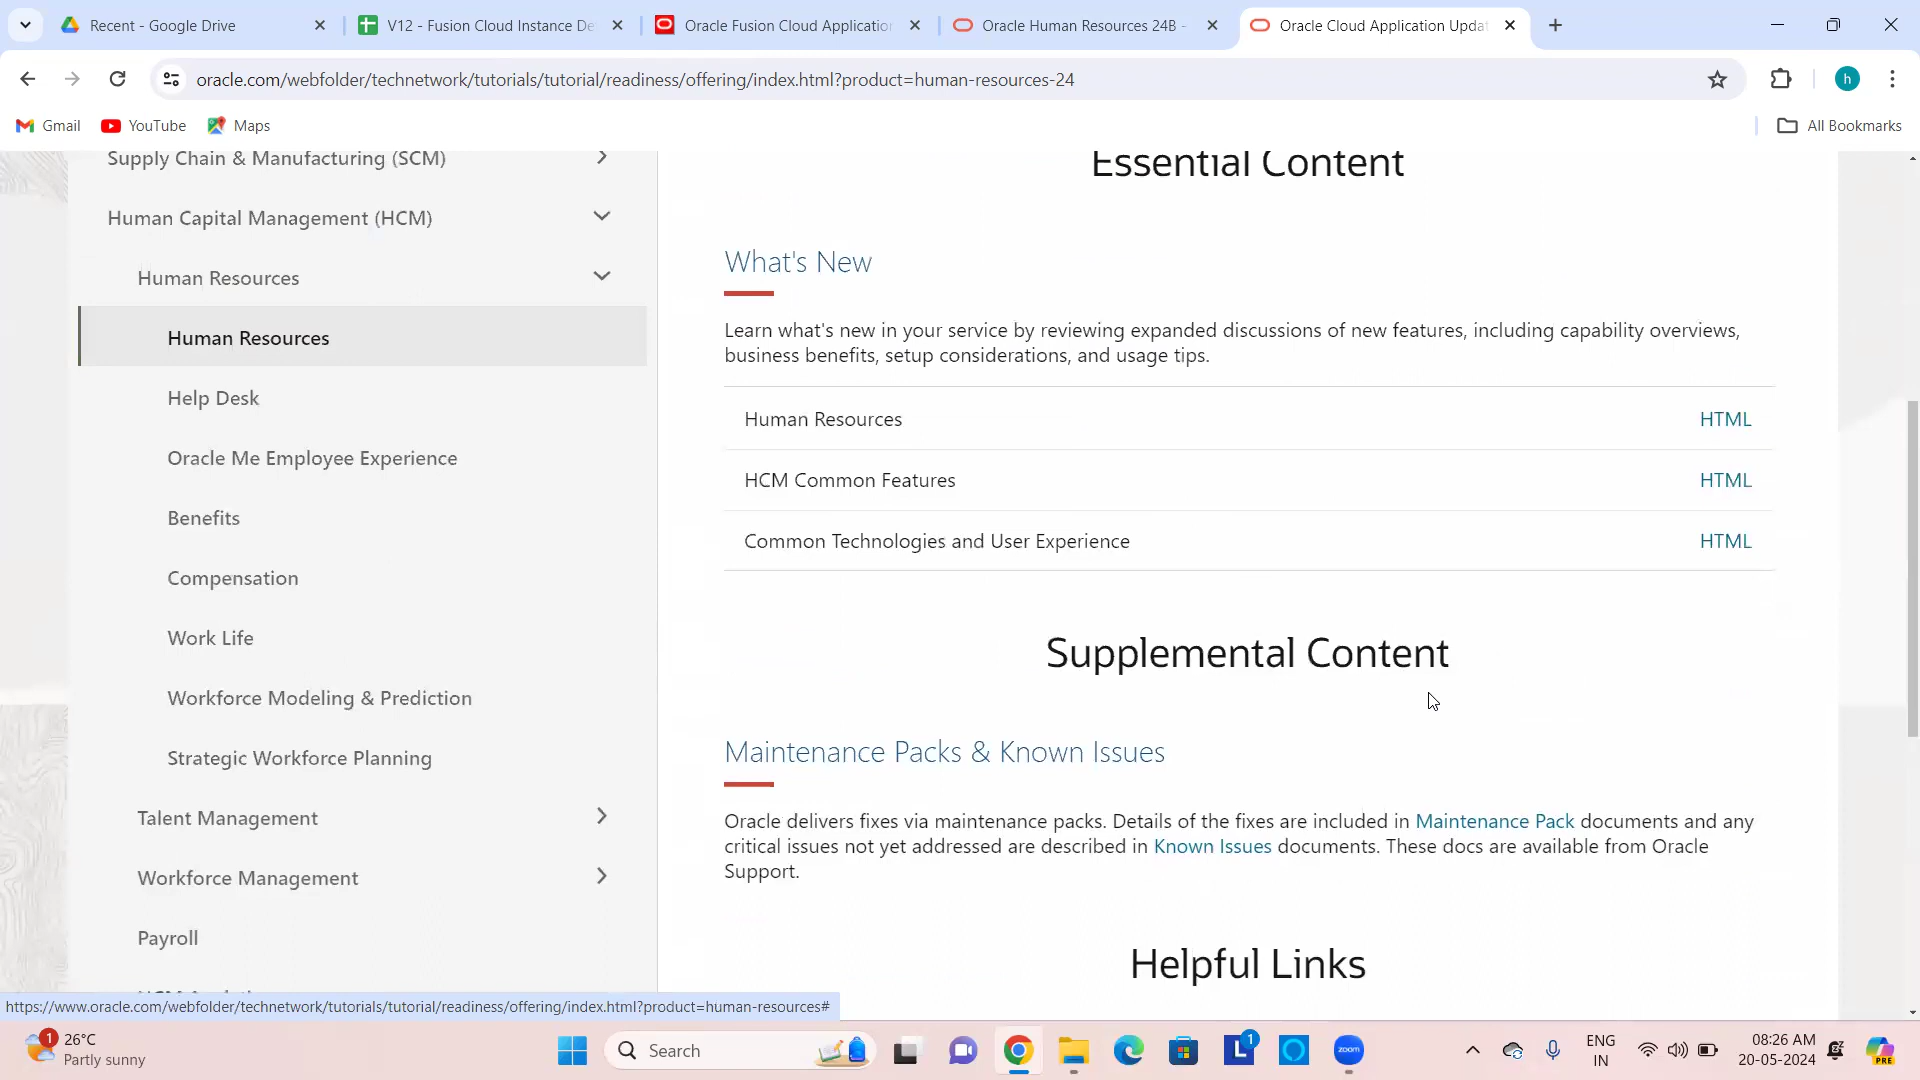 Recent - Google Drive
V12 - Fusion Cloud Instance De
Oracle Fusion Cloud Application
Oracle Human Resources 24B -
Oracle Cloud Application Updat
oracle.com/webfolder/technetwork/tutorials/tutorial/readiness/offering/index.html?product=human-resources-24
h
Gmail
YouTube
Maps
All Bookmarks
Supply Chain & Manufacturing (SCM)
Human Capital Management (HCM)
Human Resources
Human Resources
Help Desk
Oracle Me Employee Experience
Benefits
Compensation
Work Life
Workforce Modeling & Prediction
Strategic Workforce Planning
Talent Management
Workforce Management
Payroll
Essential Content
What's New
Learn what's new in your service by reviewing expanded discussions of new features, including capability overviews,
business benefits, setup considerations, and usage tips.
Human Resources HTML
HCM Common Features HTML
Common Technologies and User Experience HTML
Supplemental Content
Maintenance Packs & Known Issues
Oracle delivers fixes via maintenance packs. Details of the fixes are included in Maintenance Pack documents and any
critical issues not yet addressed are described in Known Issues documents. These docs are available from Oracle
Support.
Helpful Links
https://www.oracle.com/webfolder/technetwork/tutorials/tutorial/readiness/offering/index.html?product=human-resources#
1
26°C
Partly sunny
Search
L
1
zoom
ENG
IN
08:26 AM
20-05-2024
PRE